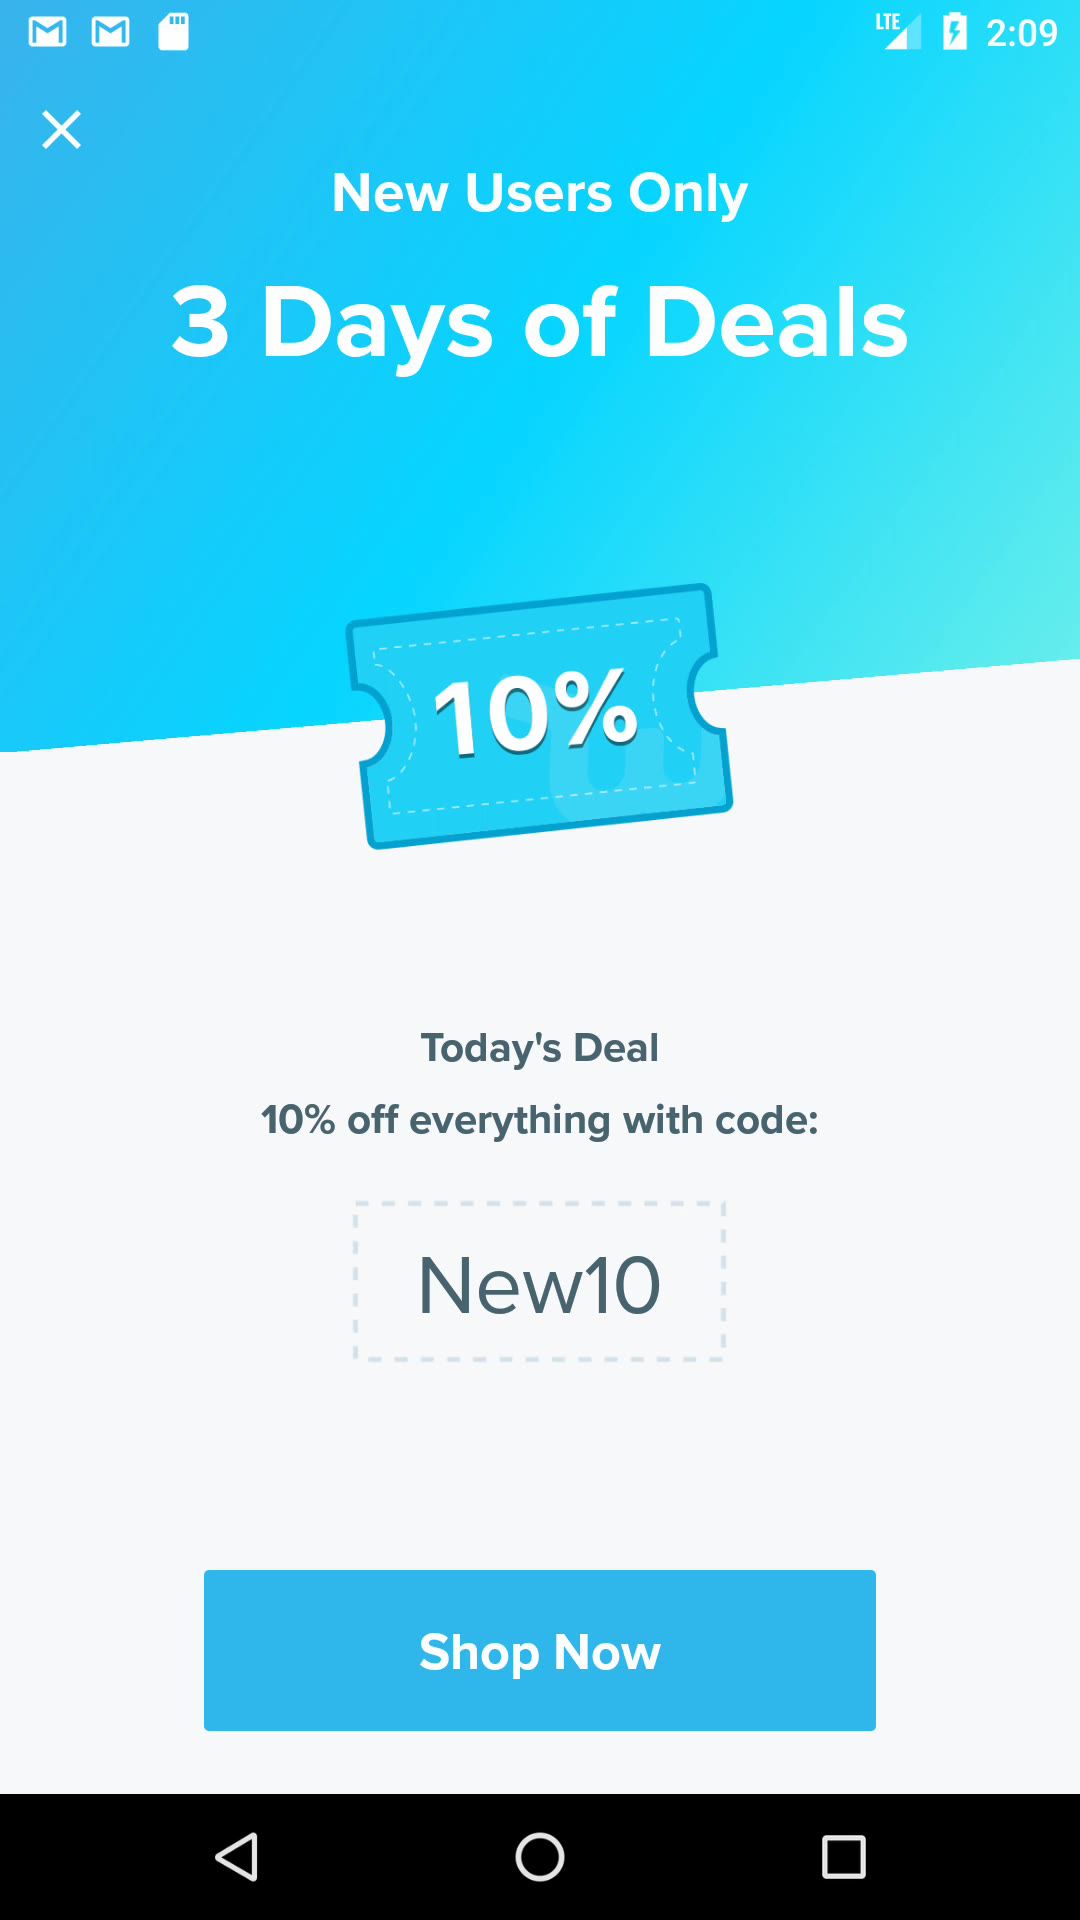 LTE 2:09
New Users Only
3 Days of Deals
10%
Today's Deal
10% off everything with code:
New10
Shop Now